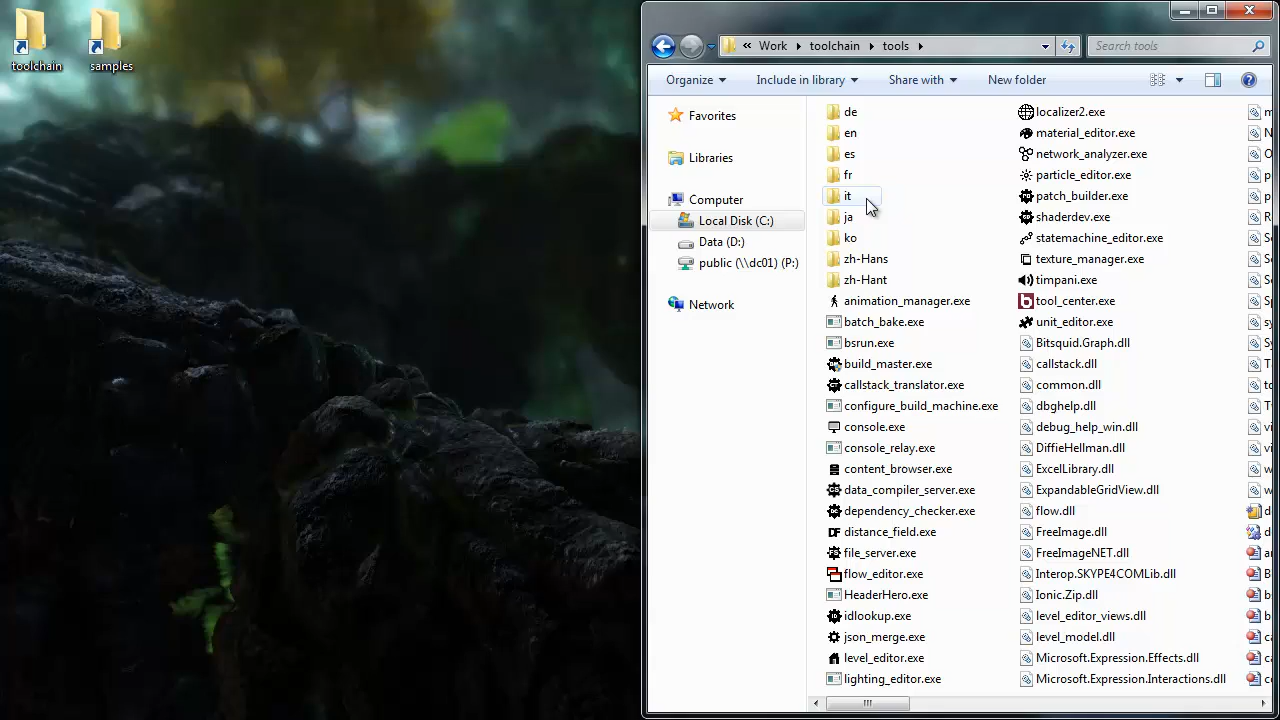 toolchain
samples
« Work ▸ toolchain ▸ tools ▸
Search tools
Organize
Include in library
Share with
New folder
Favorites
Libraries
Computer
Local Disk (C:)
Data (D:)
public (\\dc01) (P:)
Network
de
en
es
fr
it
ja
ko
zh-Hans
zh-Hant
animation_manager.exe
batch_bake.exe
bsrun.exe
build_master.exe
callstack_translator.exe
configure_build_machine.exe
console.exe
console_relay.exe
content_browser.exe
data_compiler_server.exe
dependency_checker.exe
distance_field.exe
file_server.exe
flow_editor.exe
HeaderHero.exe
idlookup.exe
json_merge.exe
level_editor.exe
lighting_editor.exe
localizer2.exe
material_editor.exe
network_analyzer.exe
particle_editor.exe
patch_builder.exe
shaderdev.exe
statemachine_editor.exe
texture_manager.exe
timpani.exe
tool_center.exe
unit_editor.exe
Bitsquid.Graph.dll
callstack.dll
common.dll
dbghelp.dll
debug_help_win.dll
DiffieHellman.dll
ExcelLibrary.dll
ExpandableGridView.dll
flow.dll
FreeImage.dll
FreeImageNET.dll
Interop.SKYPE4COMLib.dll
Ionic.Zip.dll
level_editor_views.dll
level_model.dll
Microsoft.Expression.Effects.dll
Microsoft.Expression.Interactions.dll